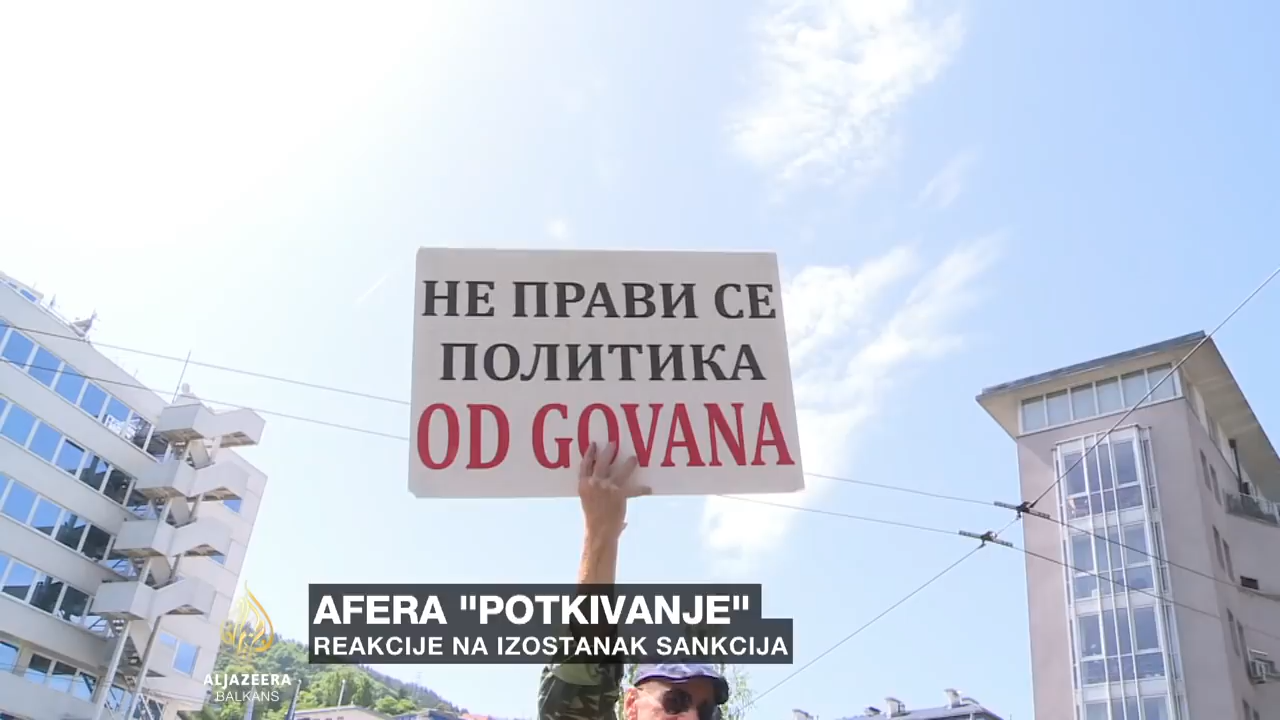 НЕ ПРАВИ СЕ
ПОЛИТИКА
OD GOVANA
AFERA "POTKIVANJE"
REAKCIJE NA IZOSTANAK SANKCIJA
ALJAZEERA
BALKANS